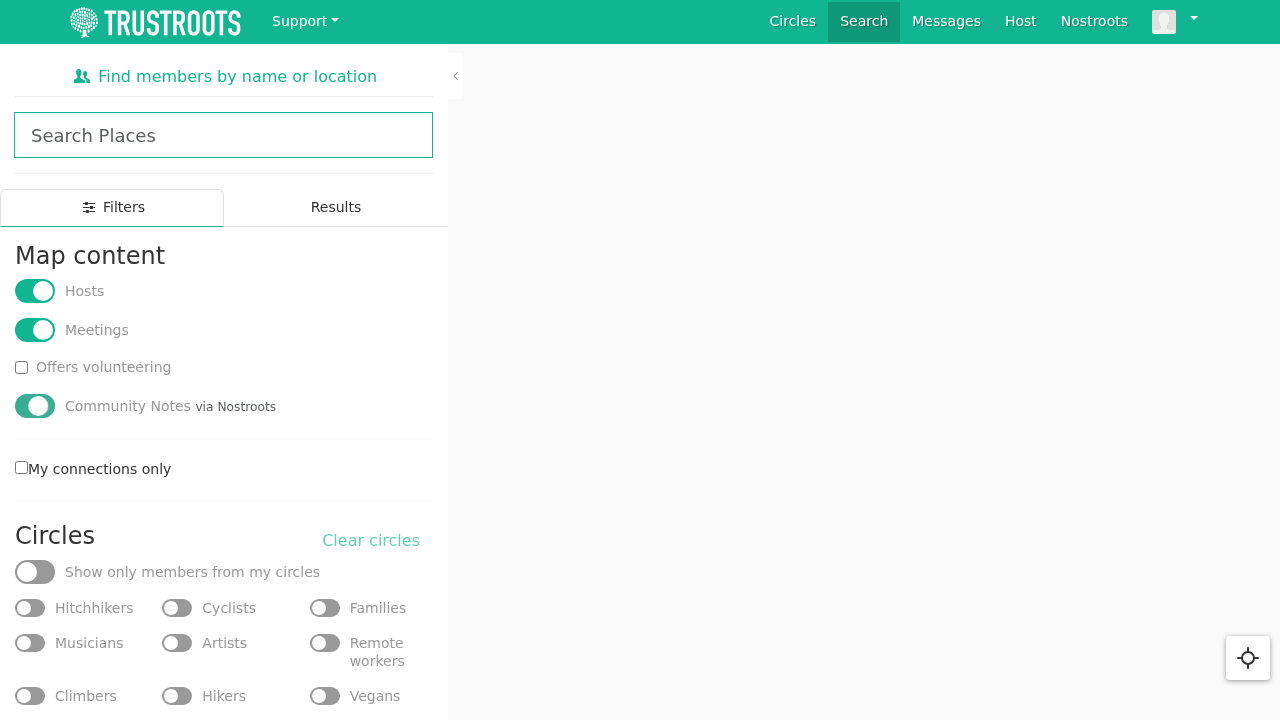 TRUSTROOTS
Support
Circles
Search
Messages
Host
Nostroots
Find members by name or location
Search Places
Filters
Results
Map content
Hosts
Meetings
Offers volunteering
Community Notes via Nostroots
My connections only
Circles
Clear circles
Show only members from my circles
Hitchhikers
Cyclists
Families
Musicians
Artists
Remote
workers
Climbers
Hikers
Vegans